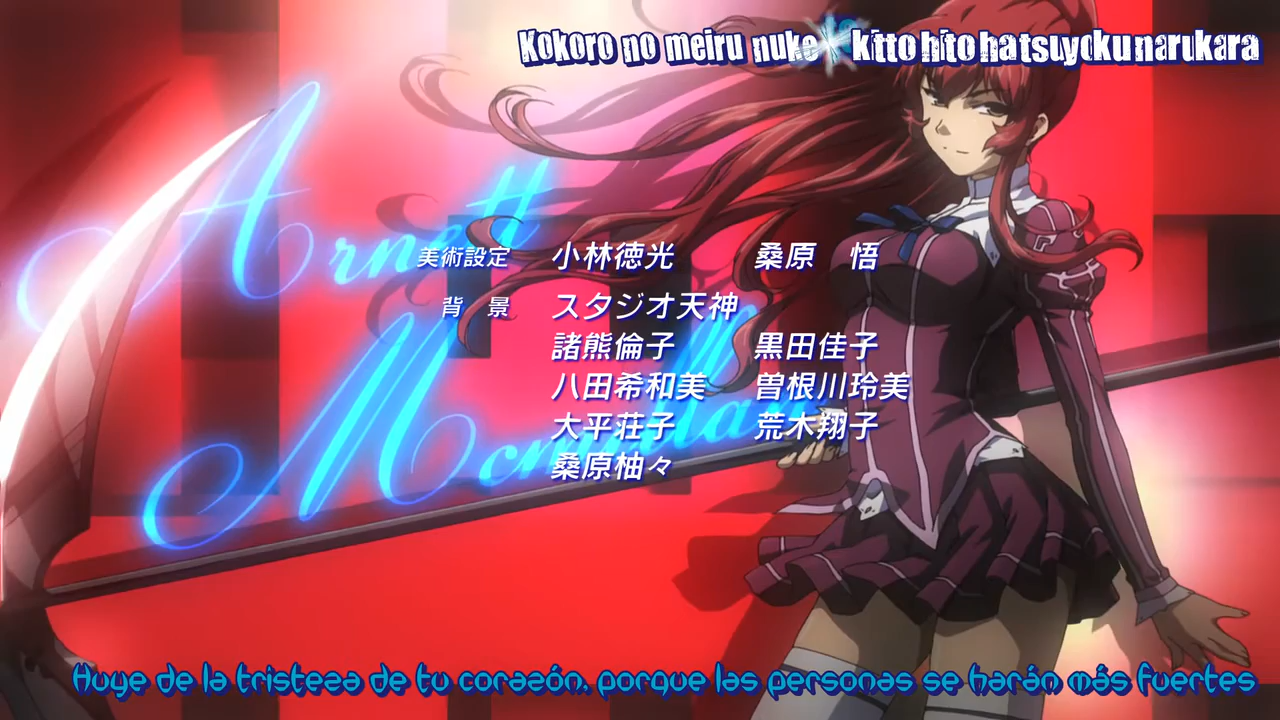 Kokoro no meiru nuke kitto hito ha tsuyoku narukara
Arnett
美術設定 小林徳光 桑原 悟
背 景 スタジオ天神
諸熊倫子 黒田佳子
八田希和美 曽根川玲美
大平荘子 荒木翔子
桑原柚々
Huye de la tristeza de tu corazón, porque las personas se harán más fuertes